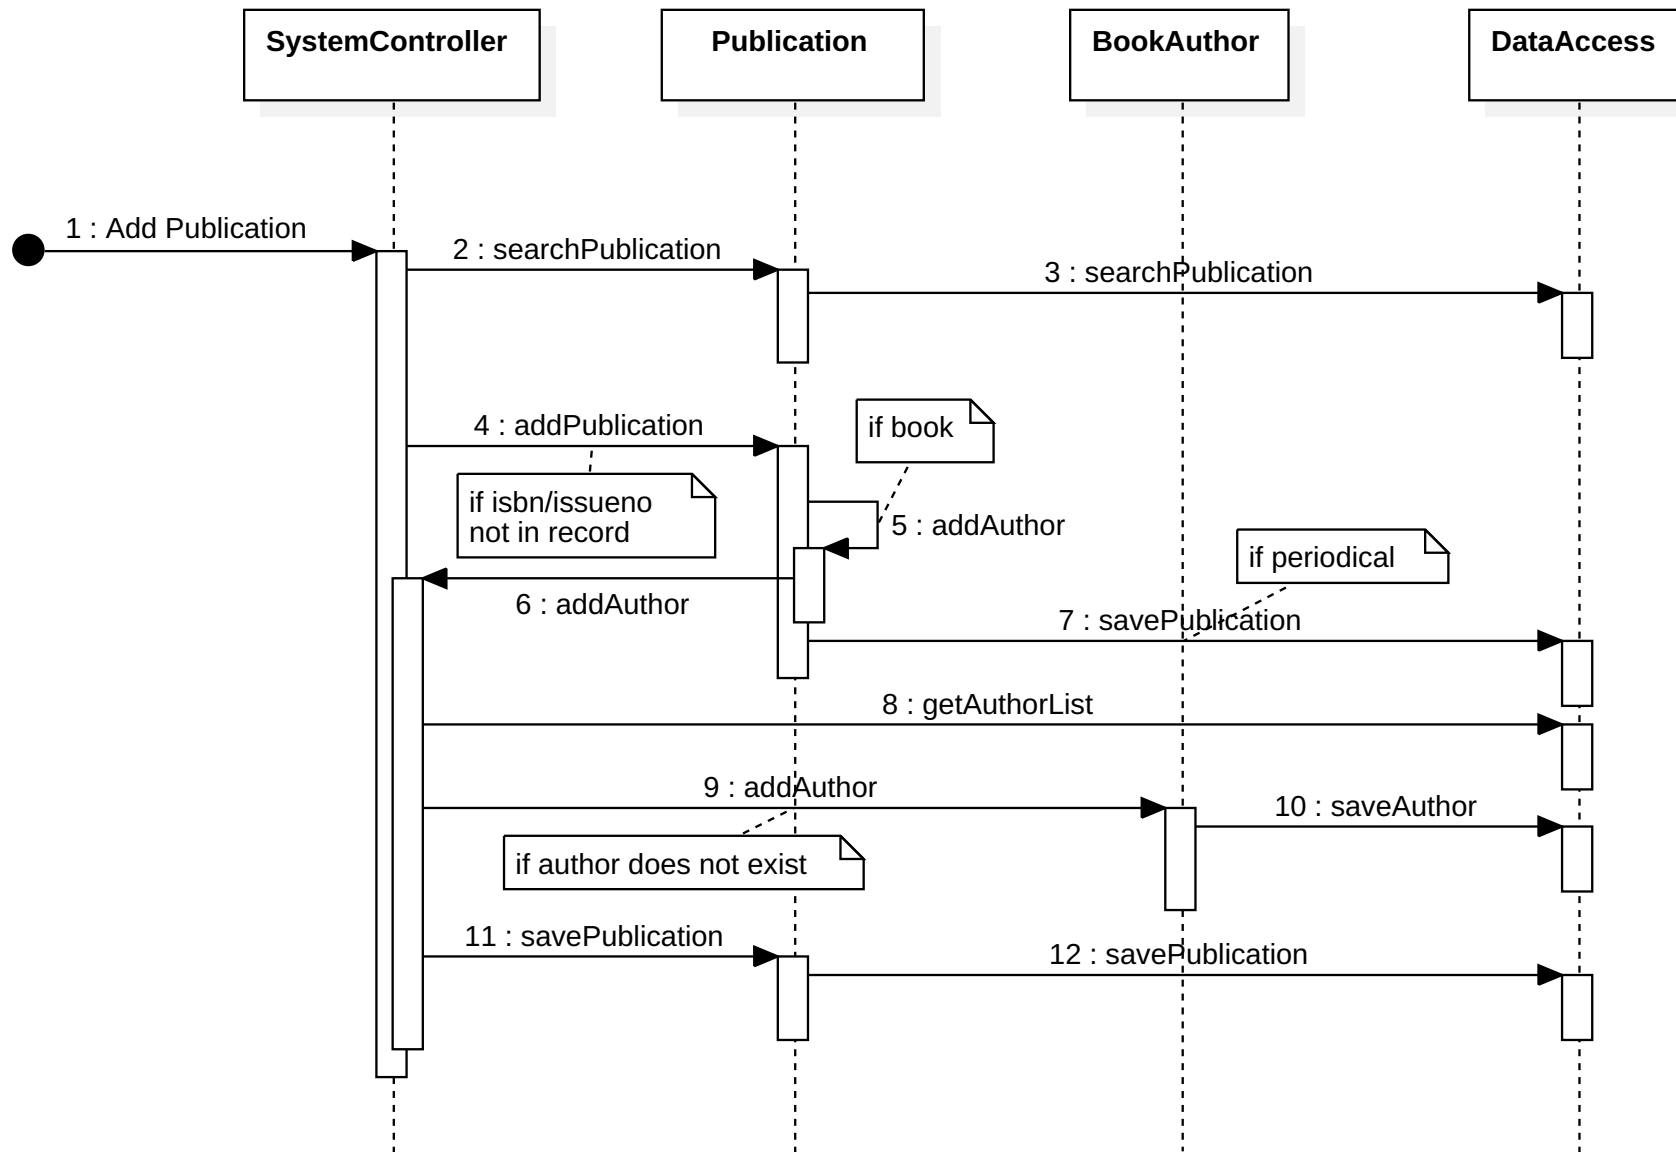 SystemController
Publication
BookAuthor
DataAccess
1 : Add Publication
2 : searchPublication
3 : searchPublication
4 : addPublication
if book
if isbn/issueno
not in record
5 : addAuthor
if periodical
6 : addAuthor
7 : savePublication
8 : getAuthorList
9 : addAuthor
10 : saveAuthor
if author does not exist
11 : savePublication
12 : savePublication